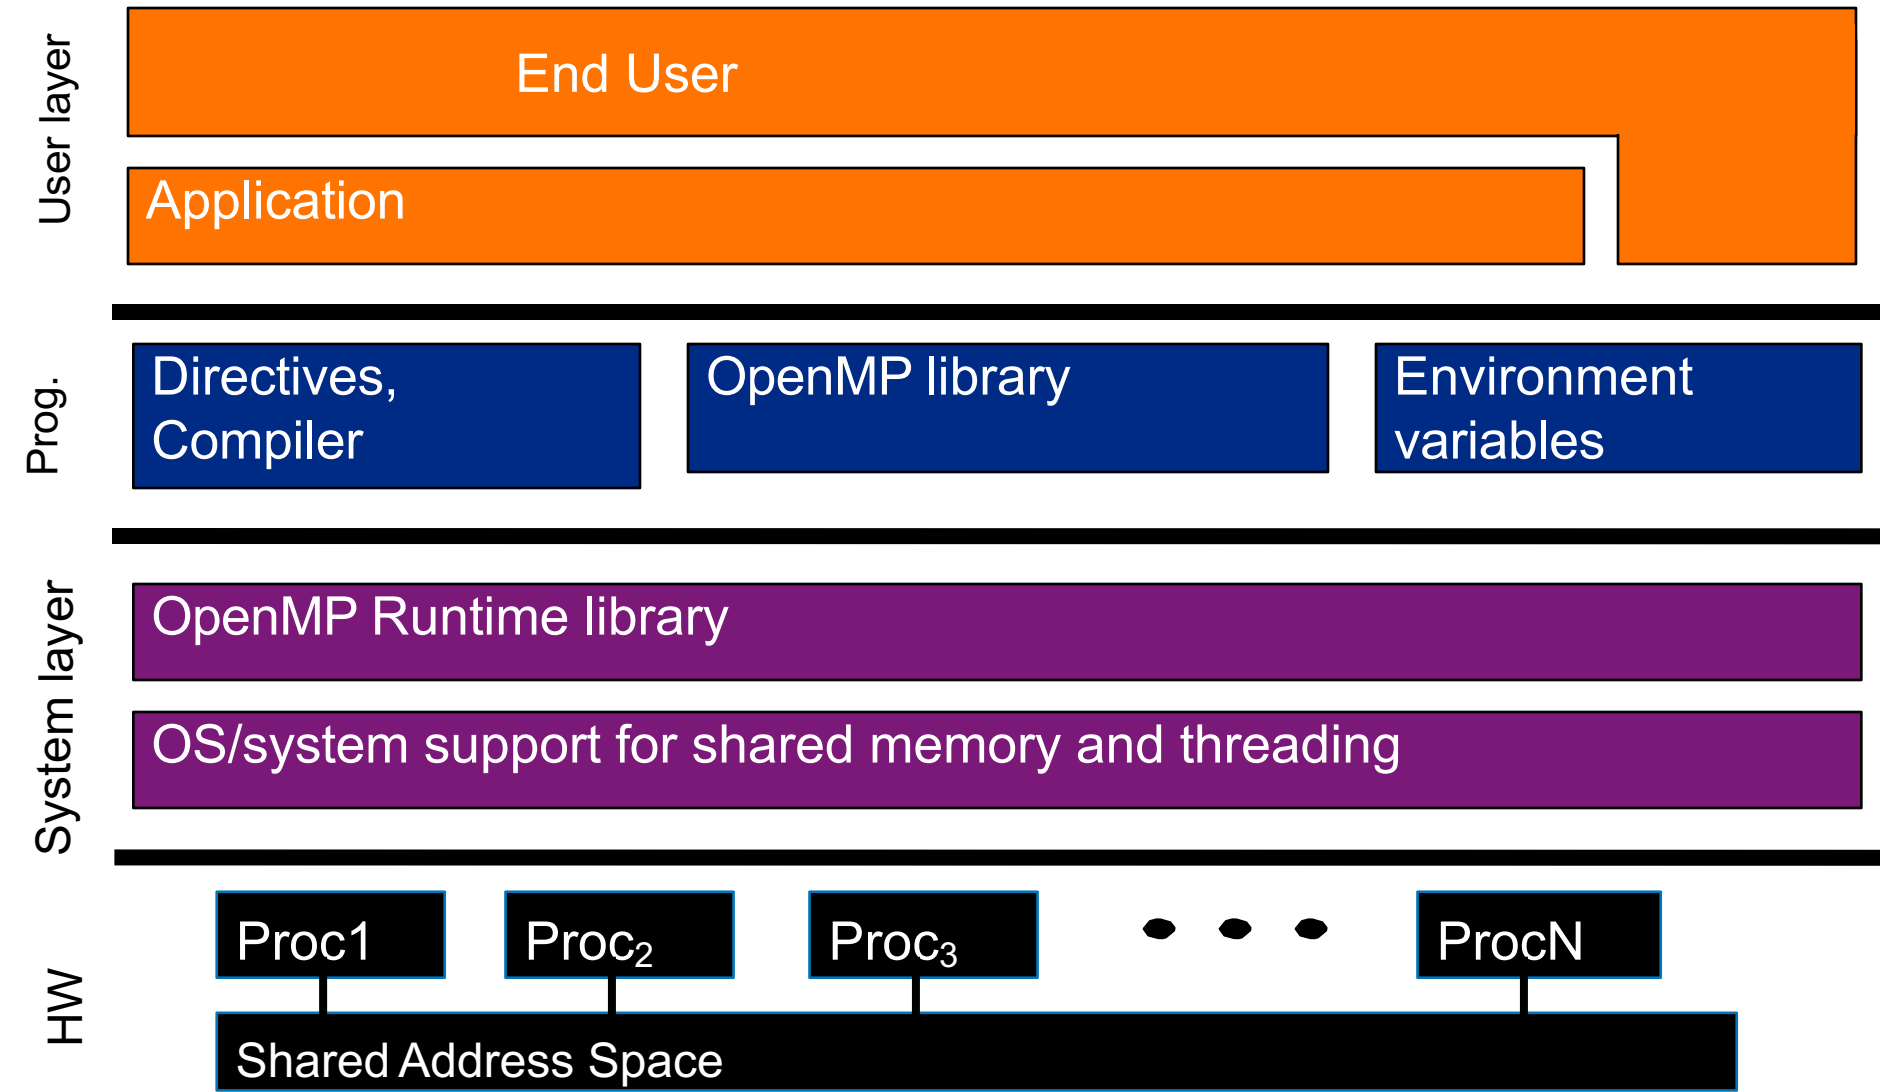 User layer
End User
Application
Prog.
Directives,
Compiler
OpenMP library
Environment
variables
System layer
OpenMP Runtime library
OS/system support for shared memory and threading
HW
Proc1
Proc₂
Proc₃
• • •
ProcN
Shared Address Space